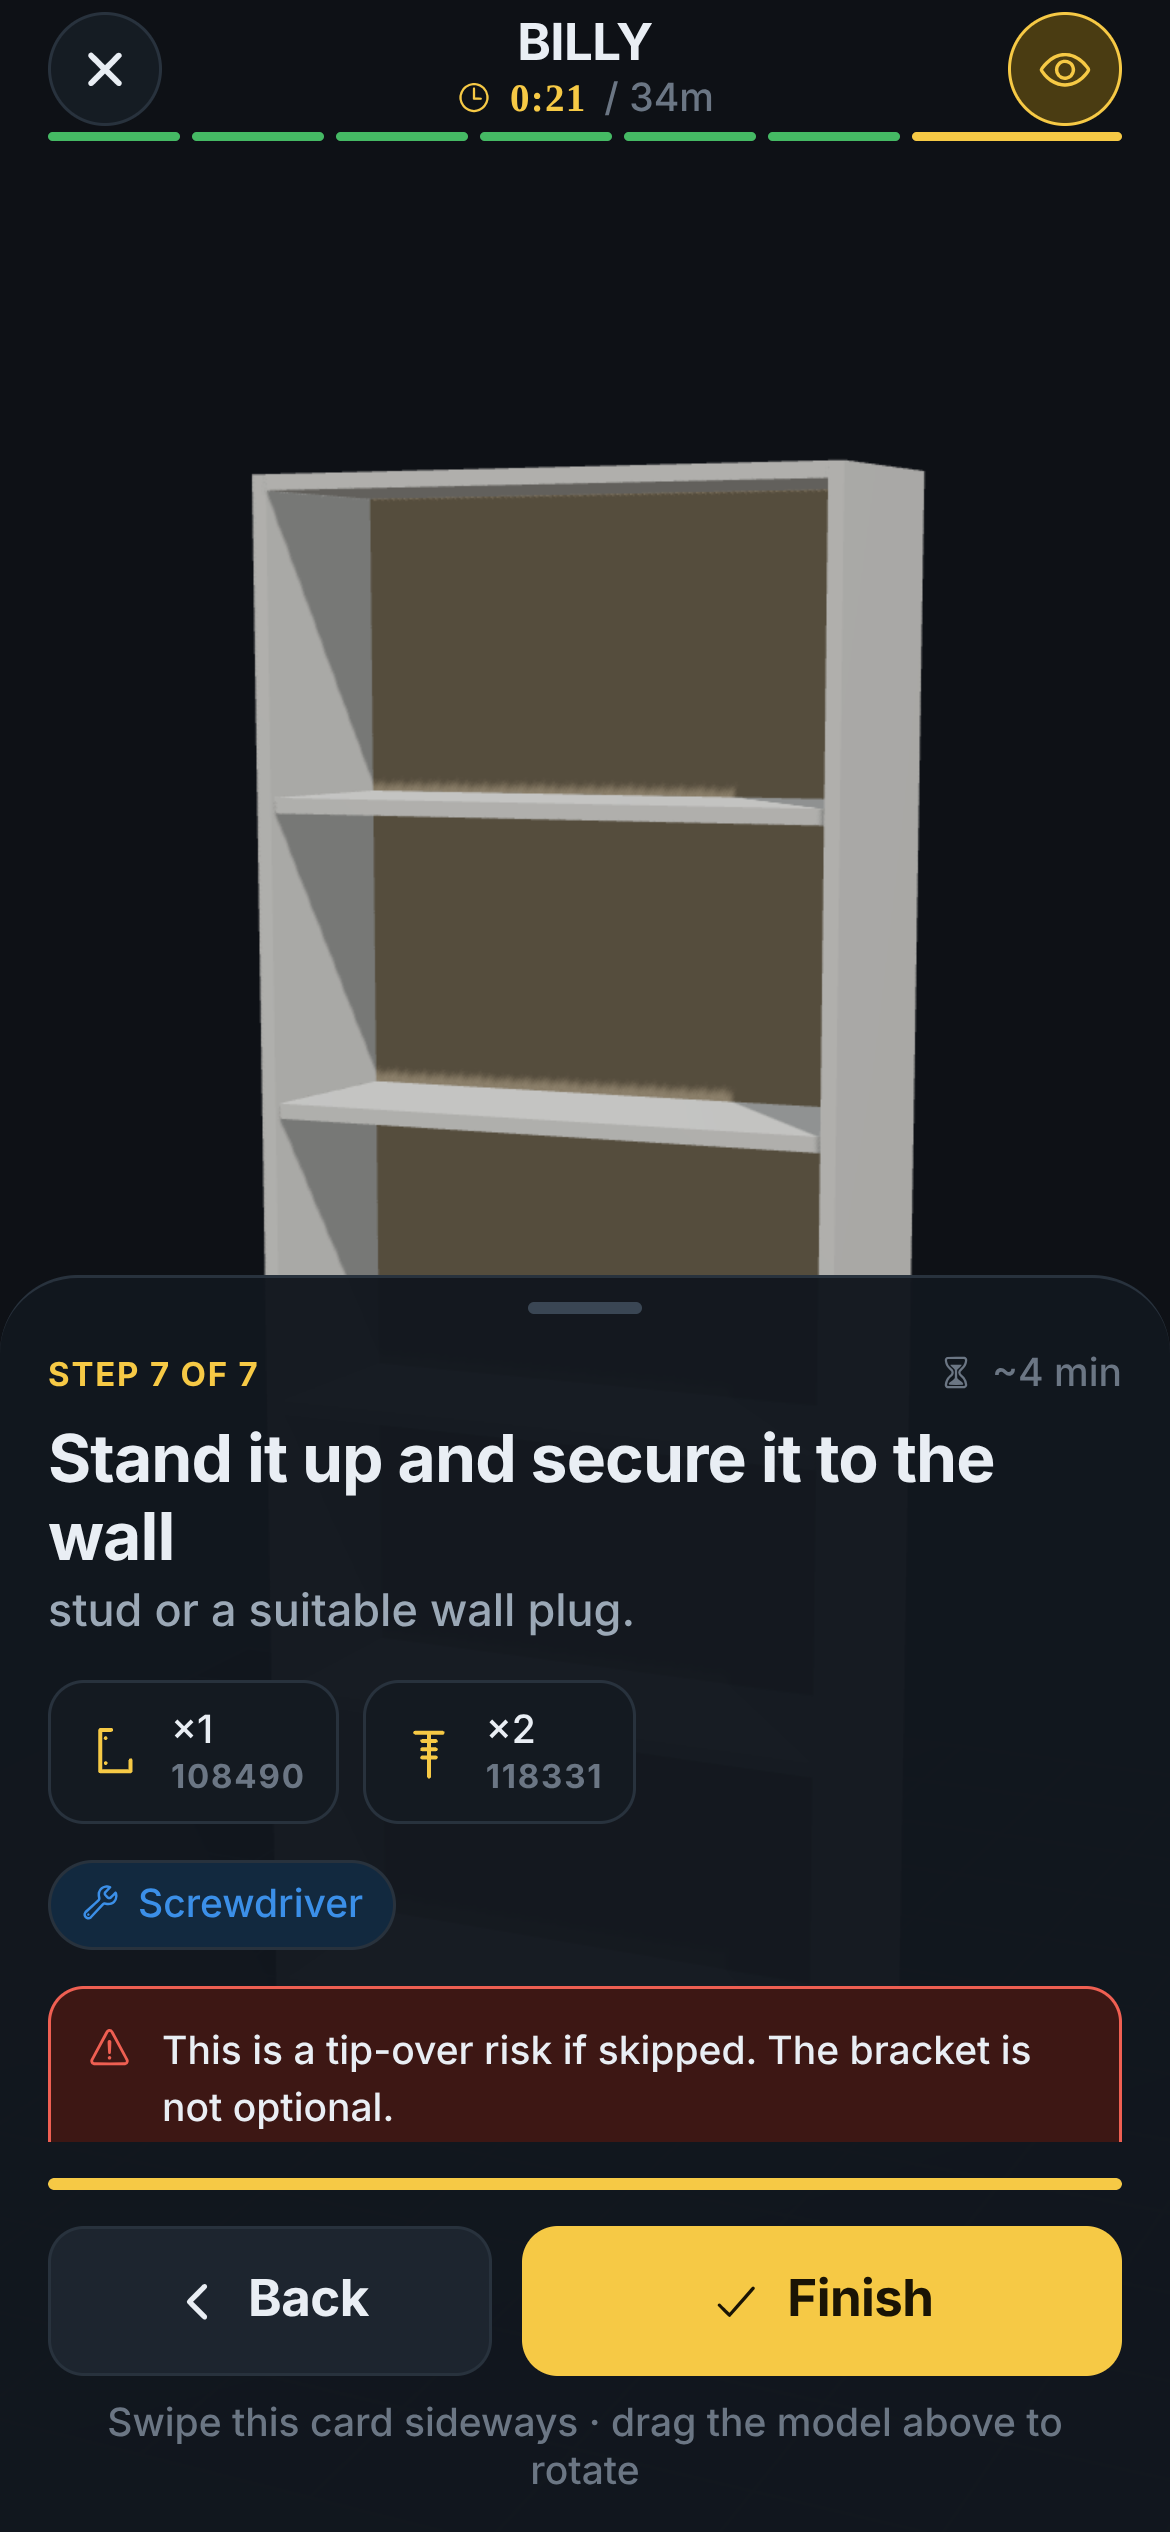 BILLY
0:21 / 34m
STEP 7 OF 7
~4 min
Stand it up and secure it to the
wall
stud or a suitable wall plug.
×1
108490
×2
118331
Screwdriver
This is a tip-over risk if skipped. The bracket is
not optional.
Back
Finish
Swipe this card sideways · drag the model above to
rotate